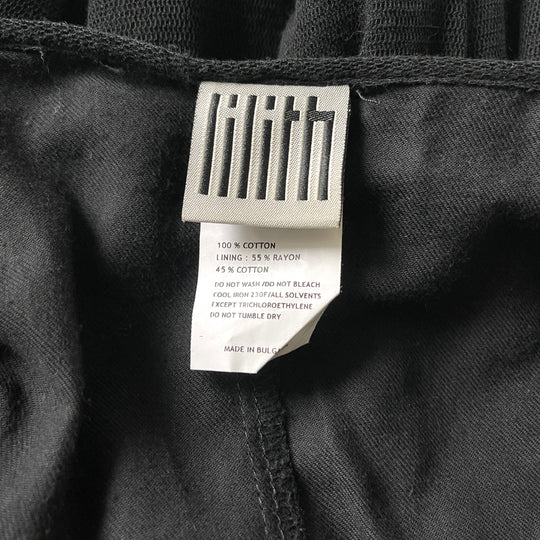 lilith
100 % COTTON
LINING : 55 % RAYON
45 % COTTON
DO NOT WASH /DO NOT BLEACH
COOL IRON 230F/ALL SOLVENTS
EXCEPT TRICHLOROETHYLENE
DO NOT TUMBLE DRY
MADE IN